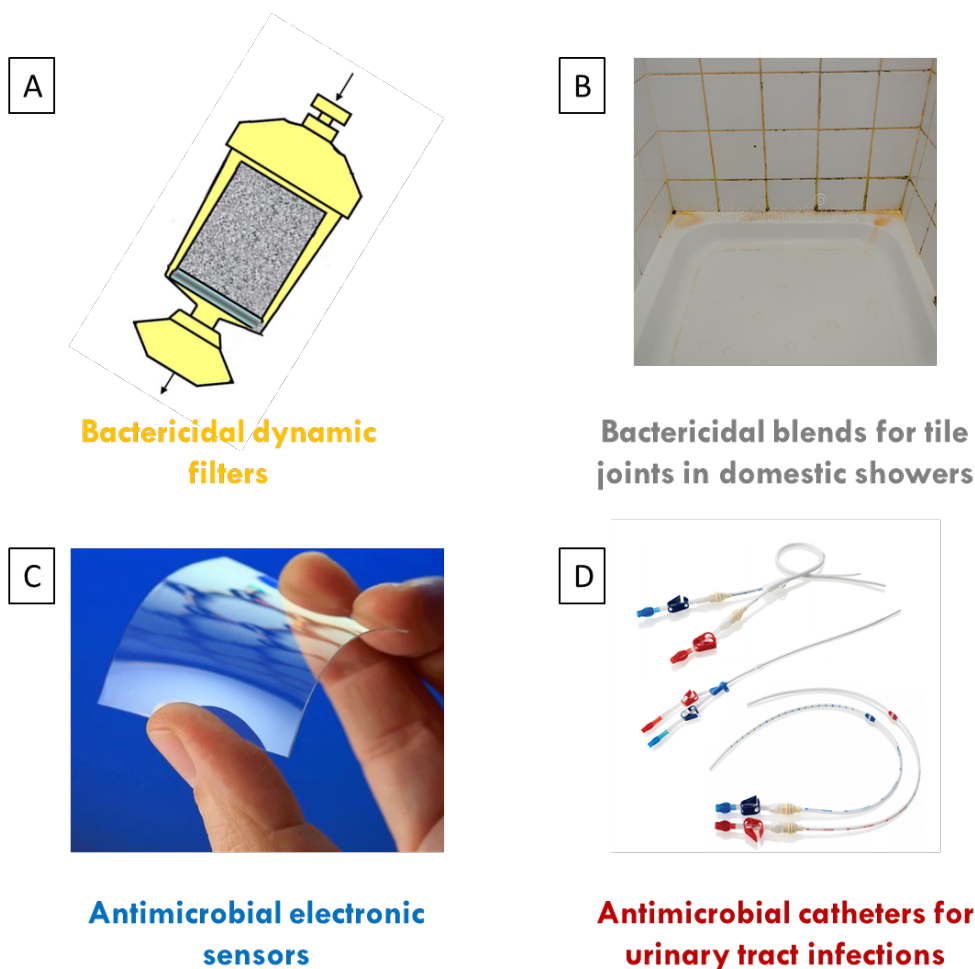 A
B
Bactericidal dynamic
filters
Bactericidal blends for tile
joints in domestic showers
C
D
Antimicrobial electronic
sensors
Antimicrobial catheters for
urinary tract infections